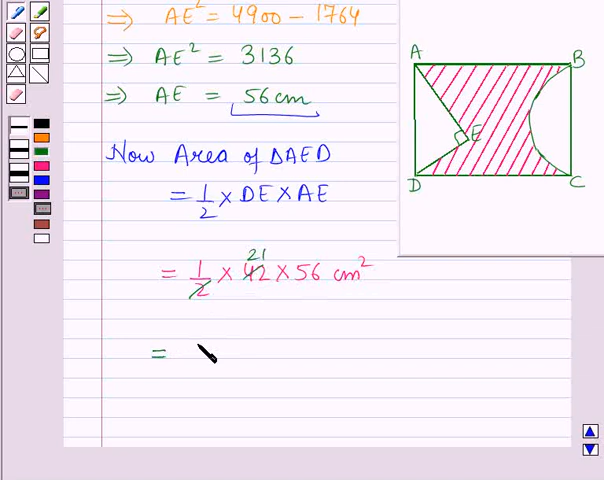 ⇒ AE² = 4900 − 1764
⇒ AE² = 3136
⇒ AE = 56 cm
Now Area of ΔAED
= 1/2 × DE × AE
21
= 1/2 × 42 × 56 cm²
=
A B
E
D C